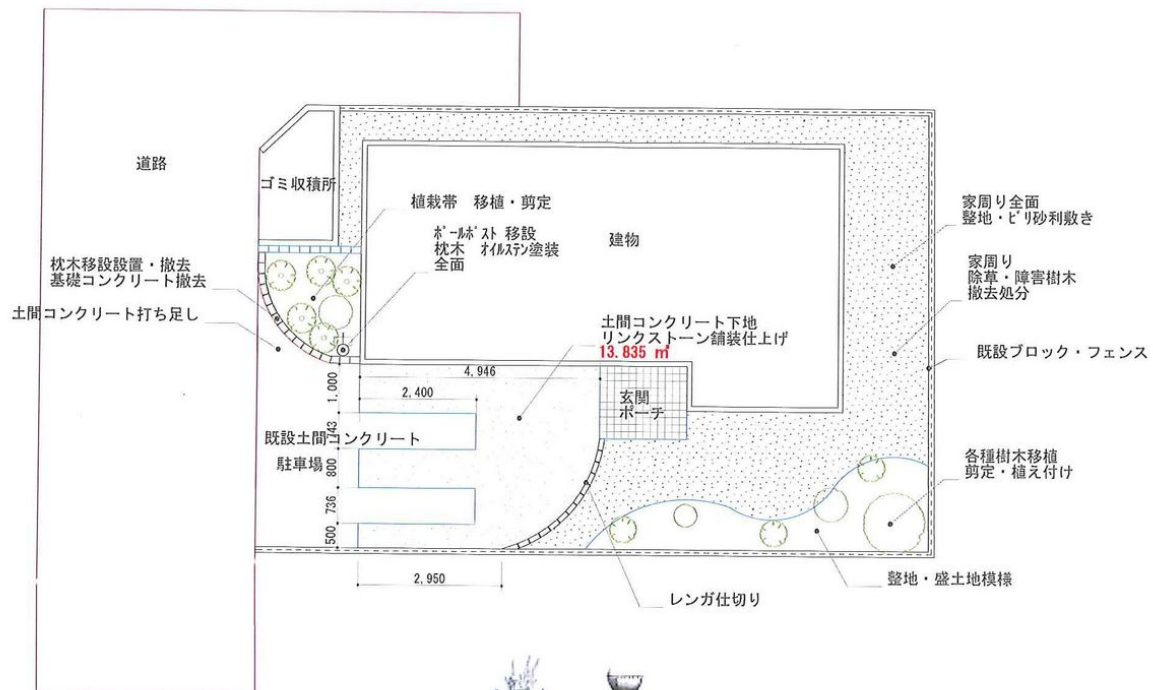 道路
ゴミ収積所
植栽帯　移植・剪定
ポールポスト 移設
枕木　オイルステン塗装
全面
建物
枕木移設設置・撤去
基礎コンクリート撤去
土間コンクリート打ち足し
家周り全面
整地・ビリ砂利敷き
家周り
除草・障害樹木
撤去処分
既設ブロック・フェンス
土間コンクリート下地
リンクストーン舗装仕上げ
13.835 ㎡
4,946
2,400
1,000
玄関
ポーチ
既設土間コンクリート
駐車場
800
736
500
2,950
各種樹木移植
剪定・植え付け
整地・盛土地模様
レンガ仕切り